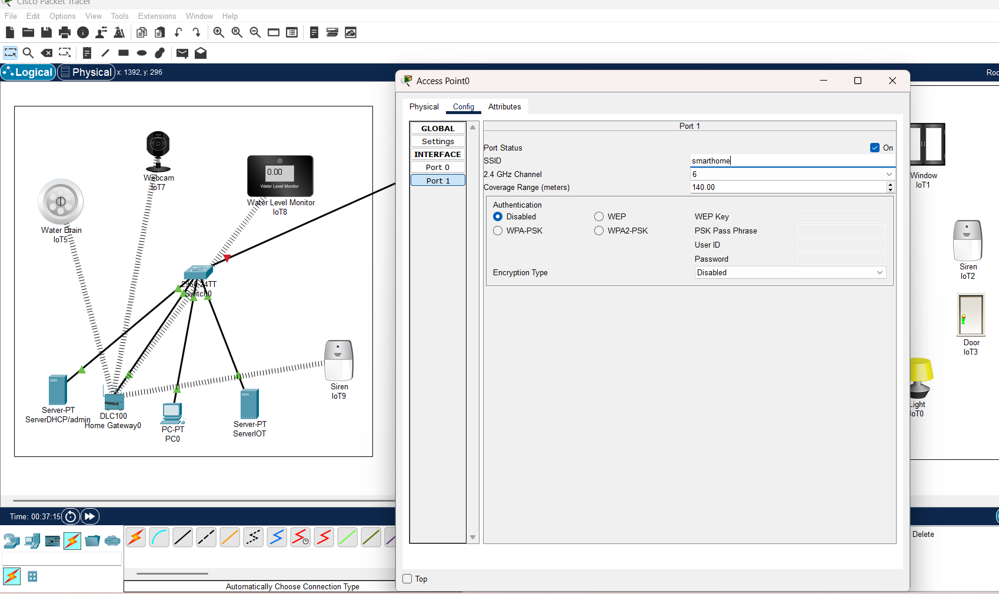 Cisco Packet Tracer
File Edit Options View Tools Extensions Window Help
Logical Physical x: 1392, y: 296
Webcam
IoT7
0.00
Water Level Monitor
Water Level Monitor
IoT8
Water Drain
IoT5
2960-24TT
Switch0
Siren
IoT9
Server-PT
ServerDHCP/admin
DLC100
Home Gateway0
PC-PT
PC0
Server-PT
ServerIOT
Access Point0
Physical Config Attributes
GLOBAL
Settings
INTERFACE
Port 0
Port 1
Port 1
Port Status On
SSID smarthome
2.4 GHz Channel 6
Coverage Range (meters) 140.00
Authentication
Disabled WEP WEP Key
WPA-PSK WPA2-PSK PSK Pass Phrase
User ID
Password
Encryption Type Disabled
Top
Roo
Window
IoT1
Siren
IoT2
Door
IoT3
Light
IoT0
Time: 00:37:15
Automatically Choose Connection Type
Delete